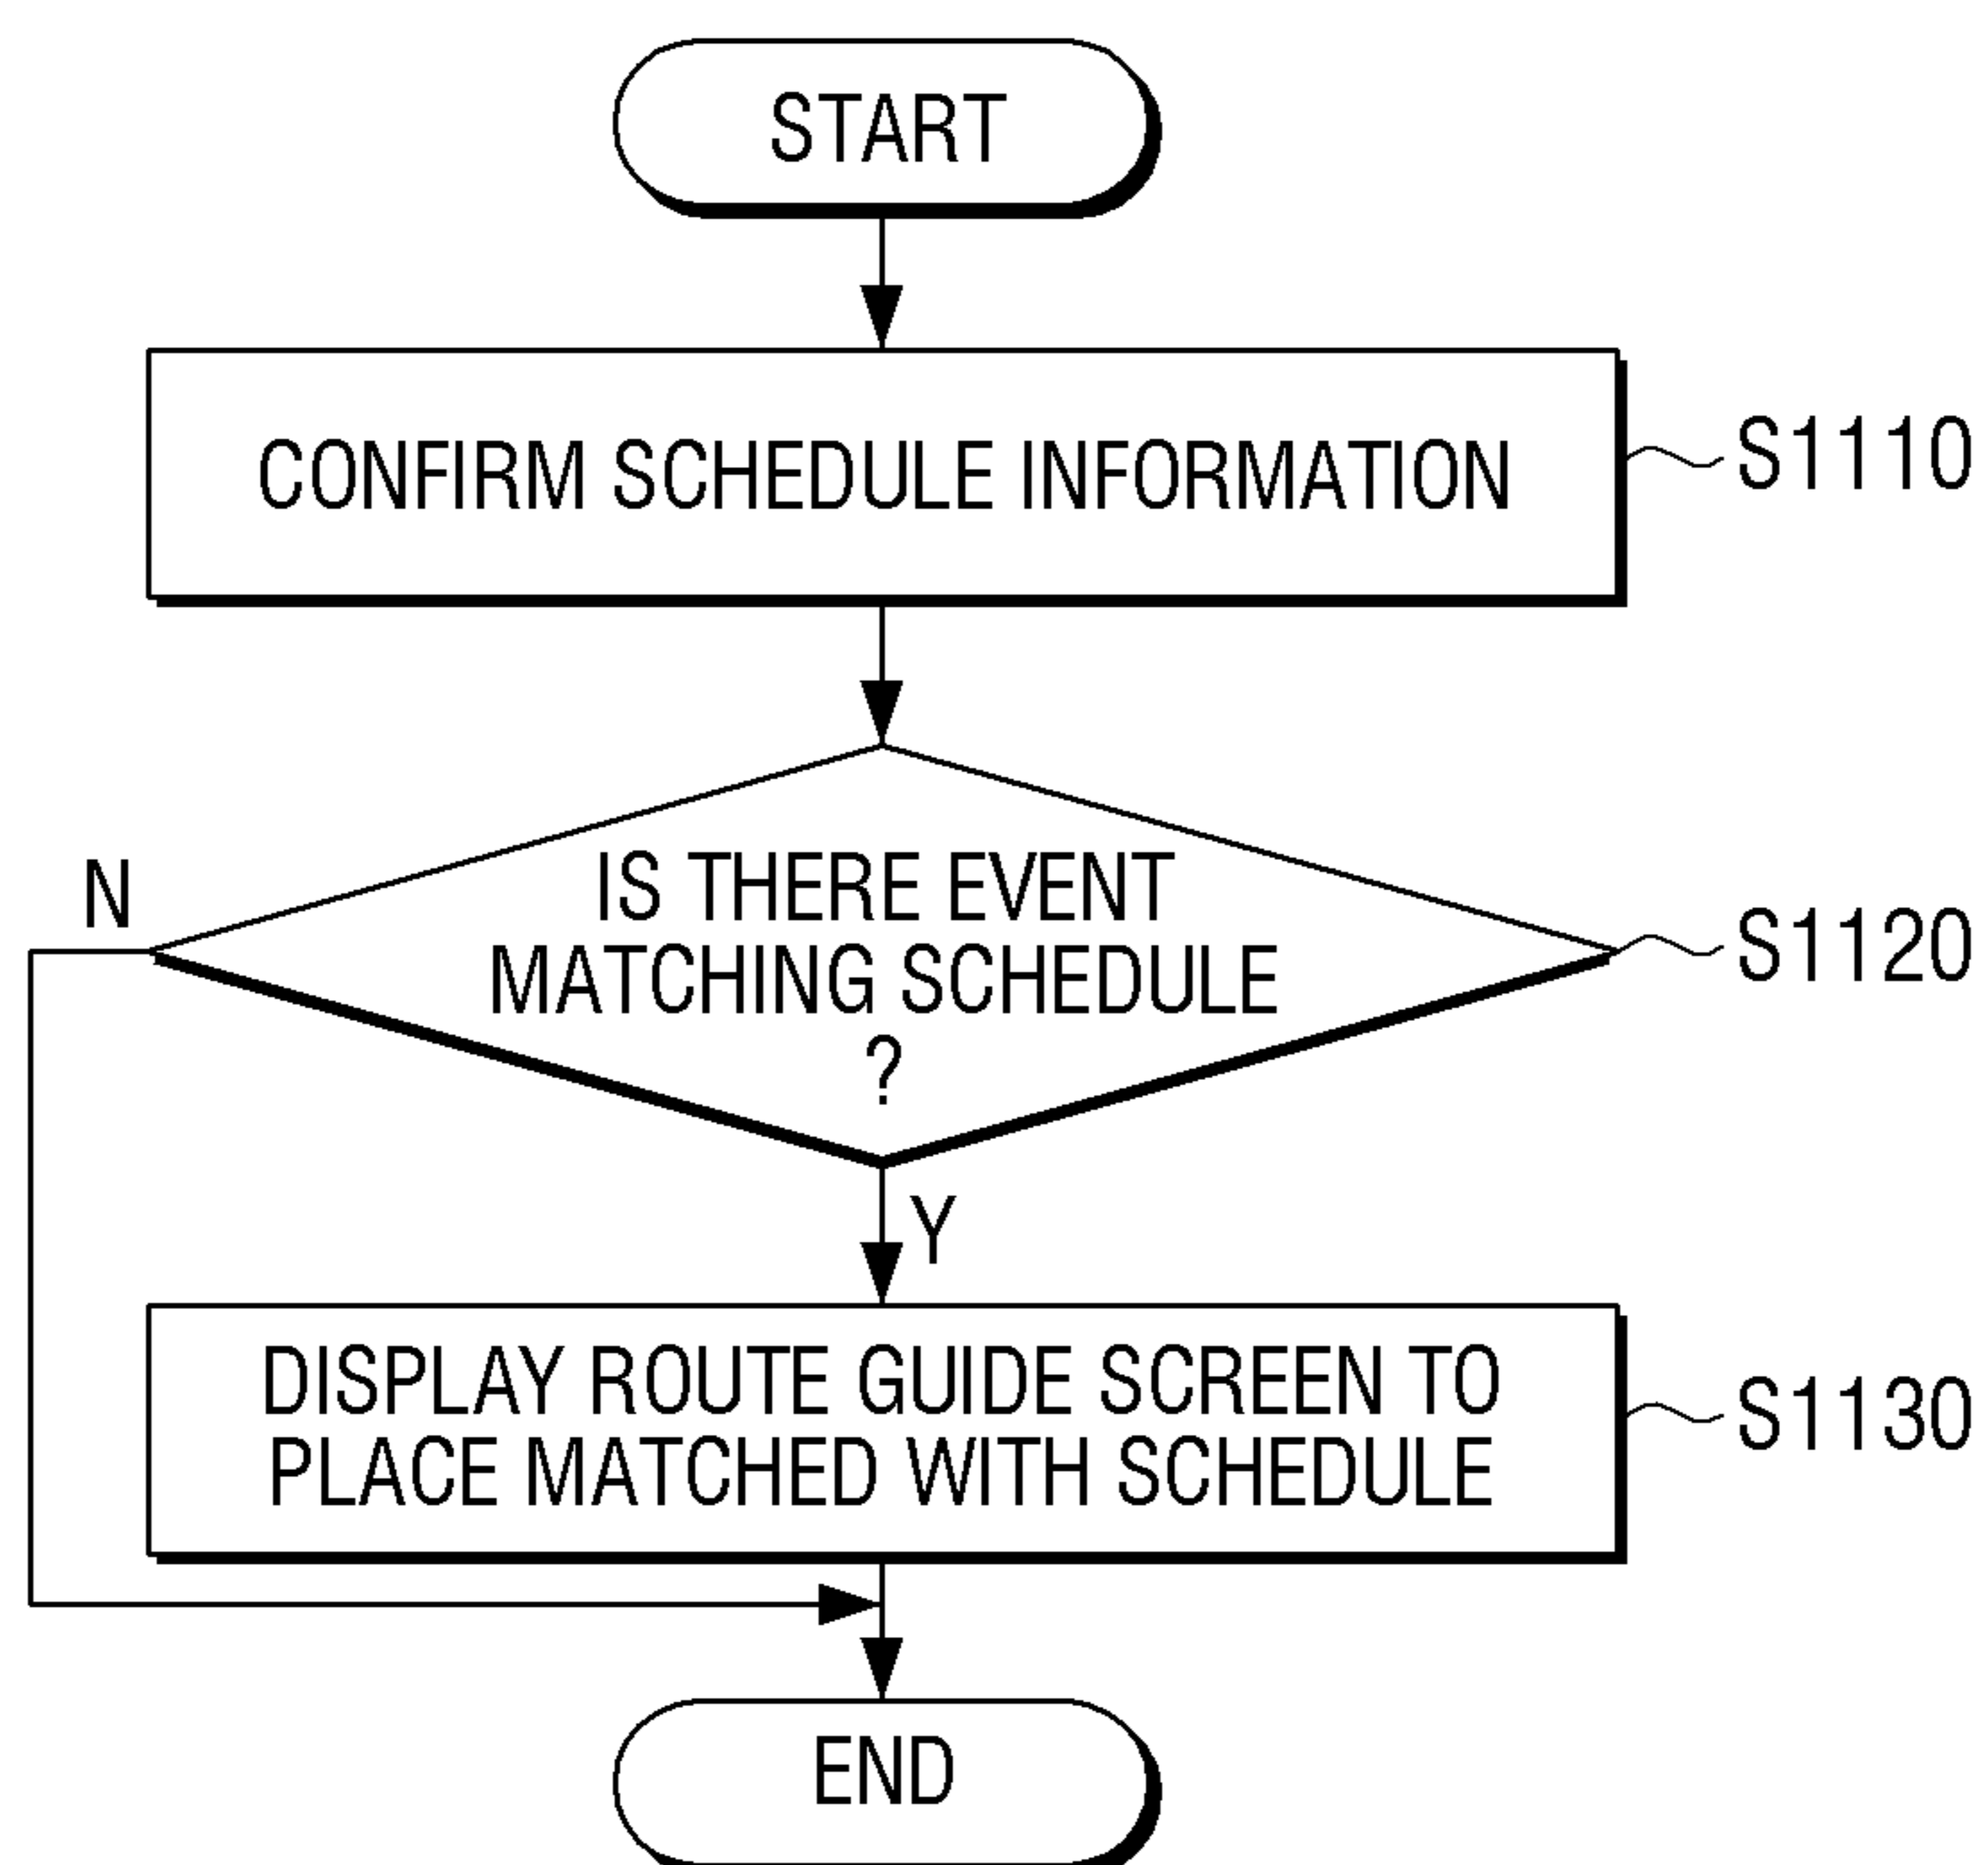 START
CONFIRM SCHEDULE INFORMATION
S1110
IS THERE EVENT
MATCHING SCHEDULE
?
S1120
N
Y
DISPLAY ROUTE GUIDE SCREEN TO
PLACE MATCHED WITH SCHEDULE
S1130
END